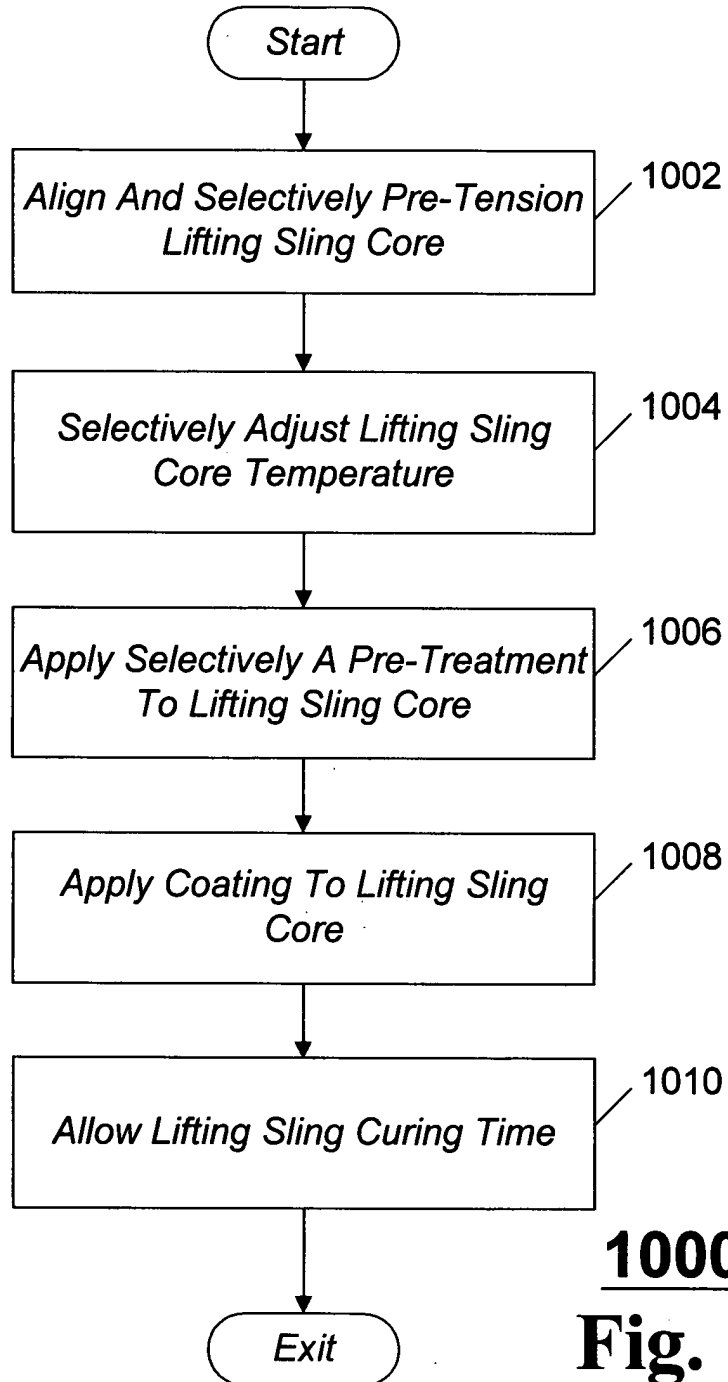 Start
Align And Selectively Pre-Tension
Lifting Sling Core
1002
Selectively Adjust Lifting Sling
Core Temperature
1004
Apply Selectively A Pre-Treatment
To Lifting Sling Core
1006
Apply Coating To Lifting Sling
Core
1008
Allow Lifting Sling Curing Time
1010
Exit
1000
Fig.